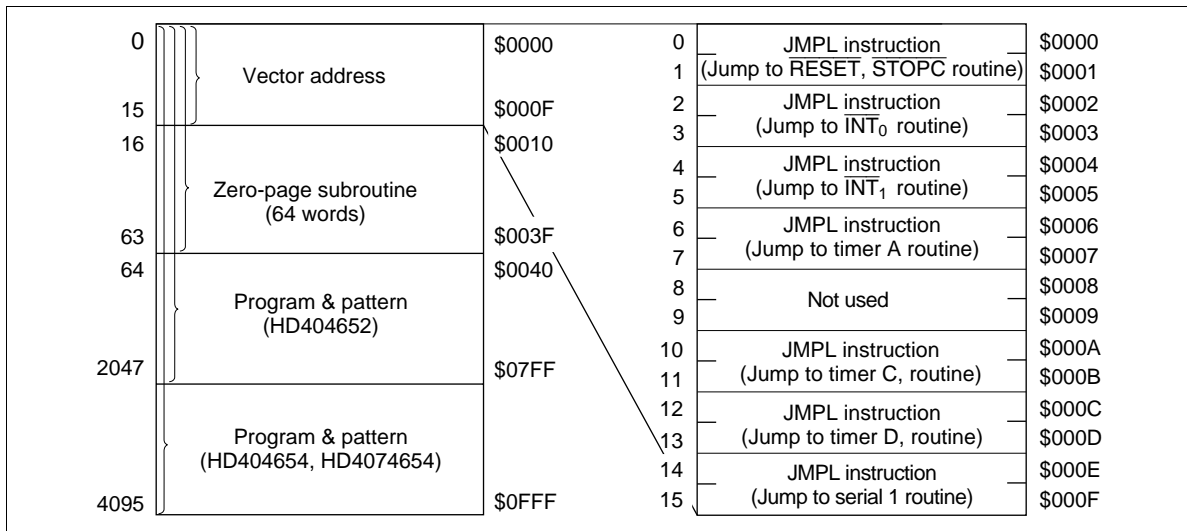 0
15
16
63
64
2047
4095
Vector address
Zero-page subroutine
(64 words)
Program & pattern
(HD404652)
Program & pattern
(HD404654, HD4074654)
$0000
$000F
$0010
$003F
$0040
$07FF
$0FFF
0
1
2
3
4
5
6
7
8
9
10
11
12
13
14
15
JMPL instruction
(Jump to RESET, STOPC routine)
JMPL instruction
(Jump to INT0 routine)
JMPL instruction
(Jump to INT1 routine)
JMPL instruction
(Jump to timer A routine)
Not used
JMPL instruction
(Jump to timer C, routine)
JMPL instruction
(Jump to timer D, routine)
JMPL instruction
(Jump to serial 1 routine)
$0000
$0001
$0002
$0003
$0004
$0005
$0006
$0007
$0008
$0009
$000A
$000B
$000C
$000D
$000E
$000F